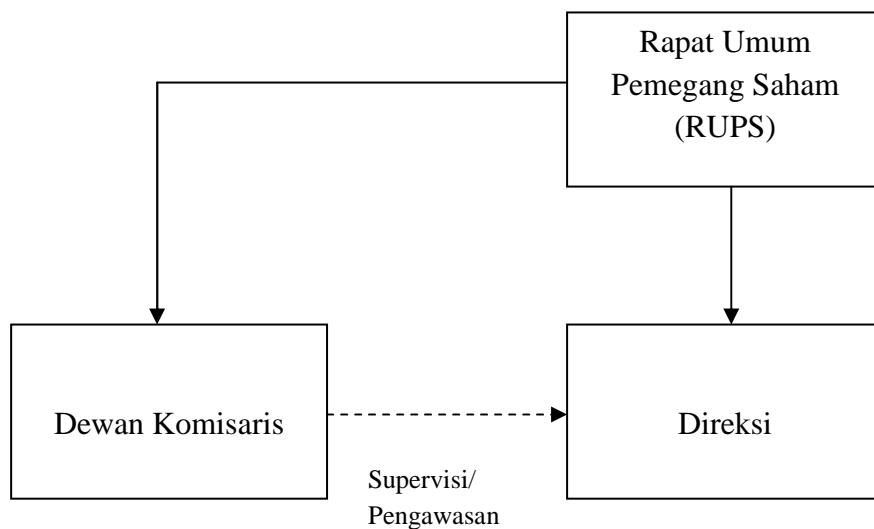 Rapat Umum
Pemegang Saham
(RUPS)
Dewan Komisaris
Direksi
Supervisi/
Pengawasan